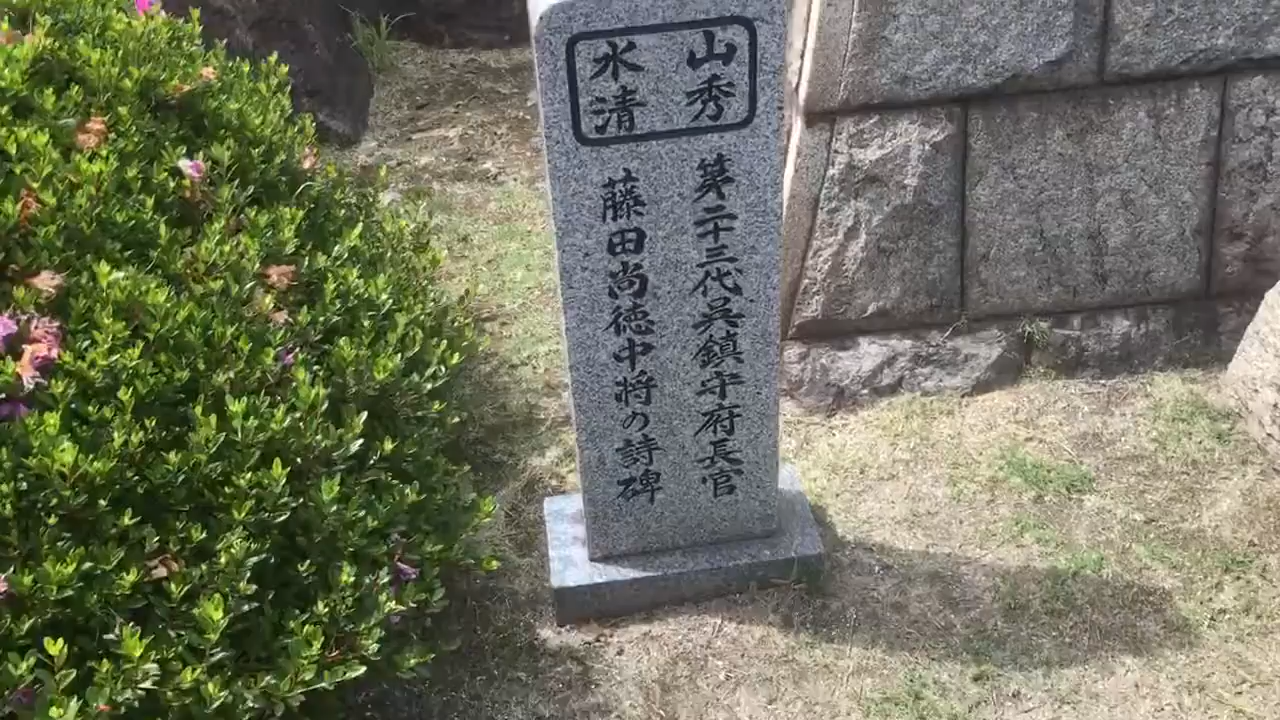 山秀
水清
第二十三代呉鎮守府長官
藤田尚徳中将の詩碑